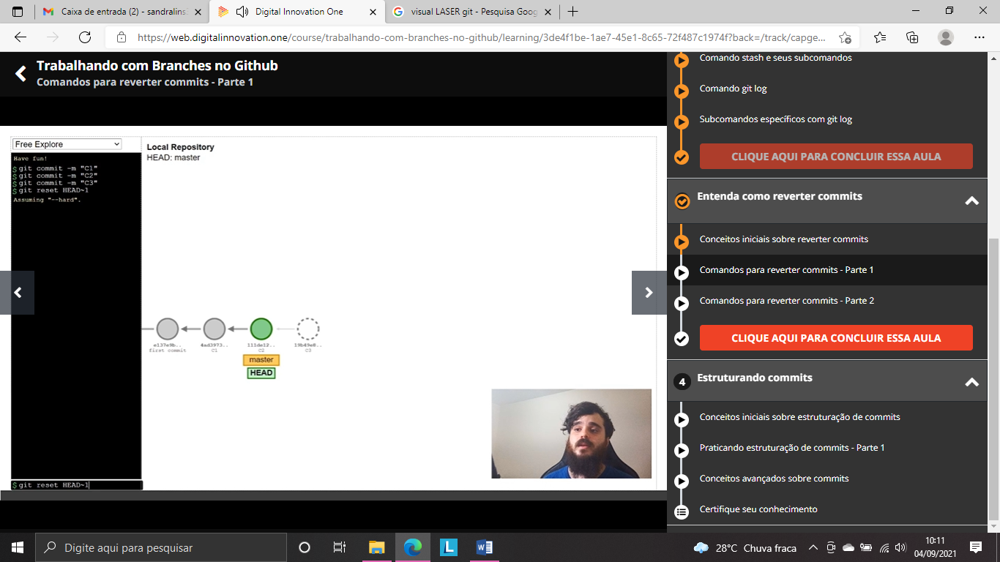 Caixa de entrada (2) - sandralins
Digital Innovation One
visual LASER git - Pesquisa Goog
https://web.digitalinnovation.one/course/trabalhando-com-branches-no-github/learning/3de4f1be-1ae7-45e1-8c65-72f487c1974f?back=/track/capge...
Trabalhando com Branches no Github
Comandos para reverter commits - Parte 1
Free Explore
Have fun!
$ git commit -m "C1"
$ git commit -m "C2"
$ git commit -m "C3"
$ git reset HEAD~1
Assuming "--hard".
Local Repository
HEAD: master
e137e9b..
first commit
4ad3973..
C1
111de12..
C2
19b49e8..
C3
master
HEAD
$ git reset HEAD~1
Comando stash e seus subcomandos
Comando git log
Subcomandos específicos com git log
CLIQUE AQUI PARA CONCLUIR ESSA AULA
Entenda como reverter commits
Conceitos iniciais sobre reverter commits
Comandos para reverter commits - Parte 1
Comandos para reverter commits - Parte 2
CLIQUE AQUI PARA CONCLUIR ESSA AULA
4 Estruturando commits
Conceitos iniciais sobre estruturação de commits
Praticando estruturação de commits - Parte 1
Conceitos avançados sobre commits
Certifique seu conhecimento
Digite aqui para pesquisar
L
W
28°C Chuva fraca
10:11
04/09/2021